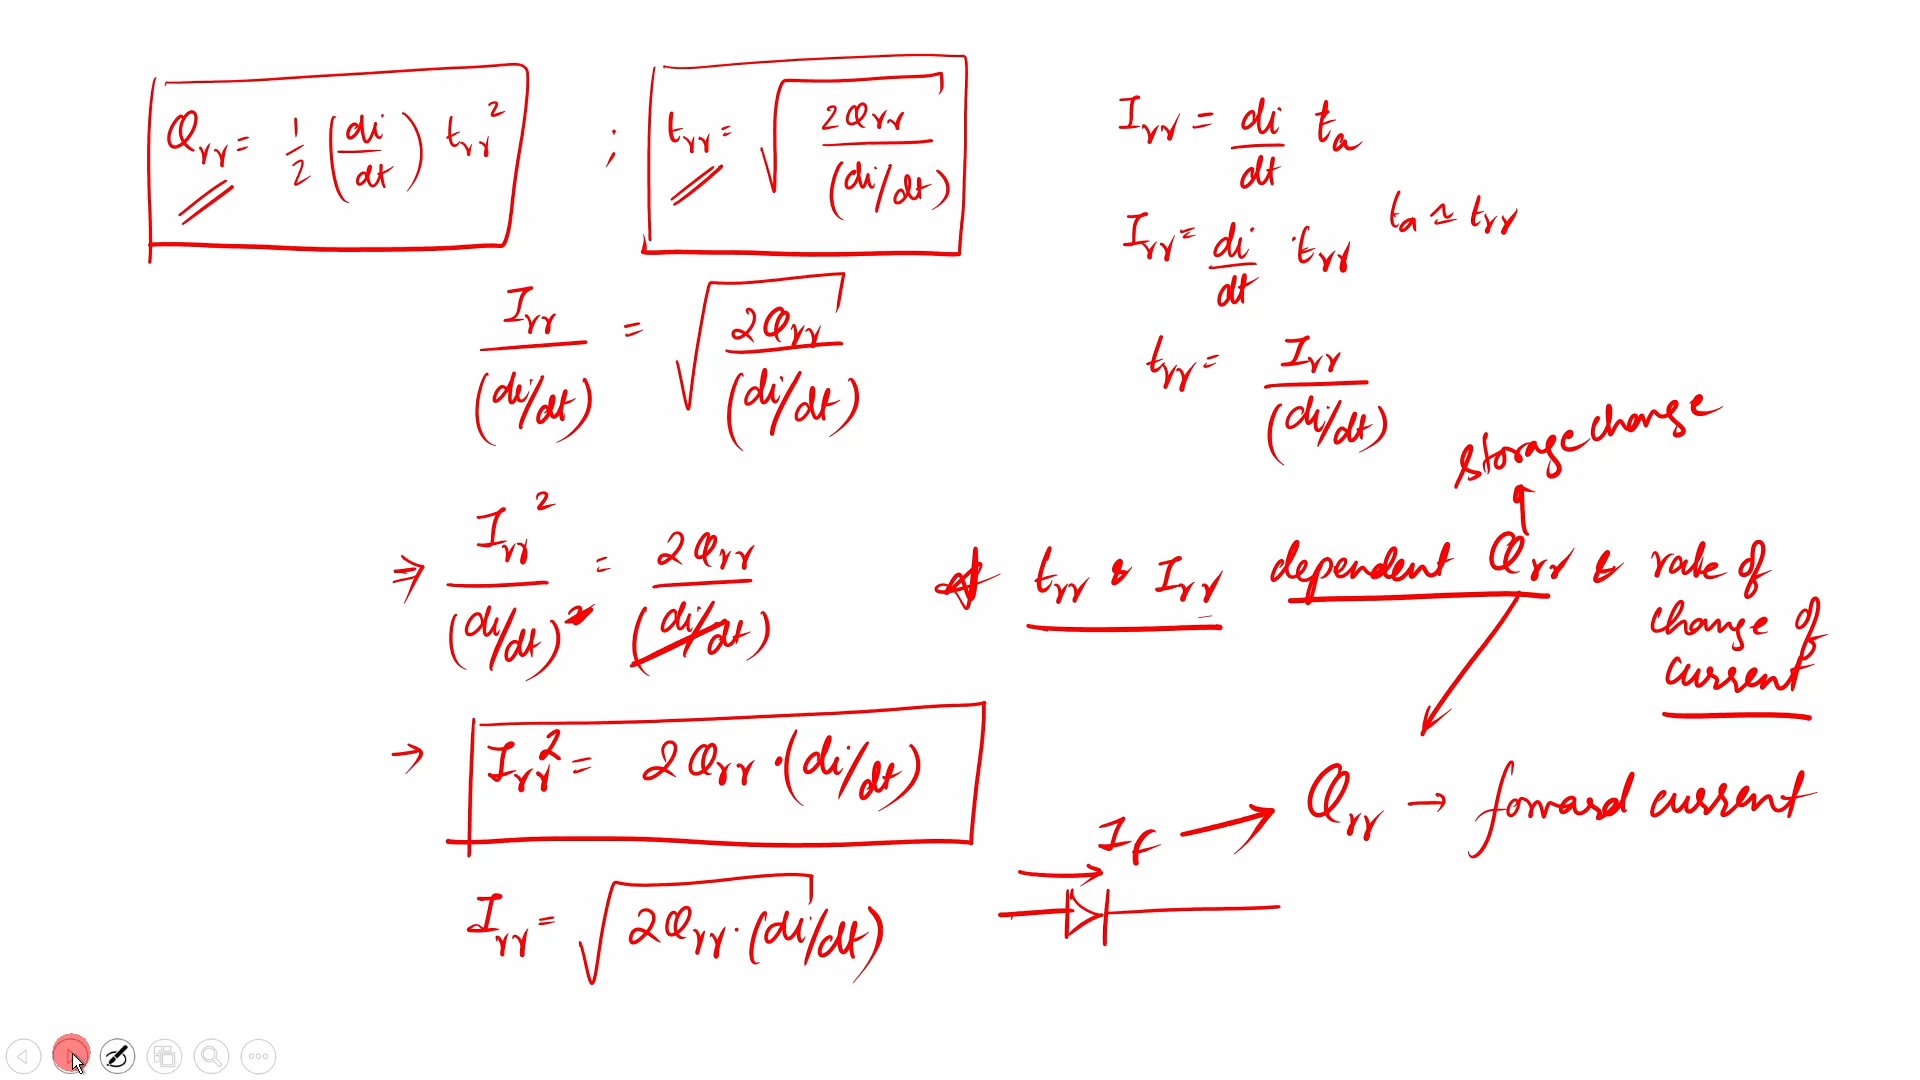 Qrr = 1/2 (di/dt) trr² ; trr = √(2Qrr/(di/dt))
Irr/(di/dt) = √(2Qrr/(di/dt))
⇒ Irr²/(di/dt)² = 2Qrr/(di/dt)
→ Irr² = 2Qrr · (di/dt)
Irr = √(2Qrr · (di/dt))
Irr = di/dt ta
Irr = di/dt · trr ta ≃ trr
trr = Irr/(di/dt)
storage change
trr & Irr dependent Qrr & rate of
change of
current
Qrr → forward current
If